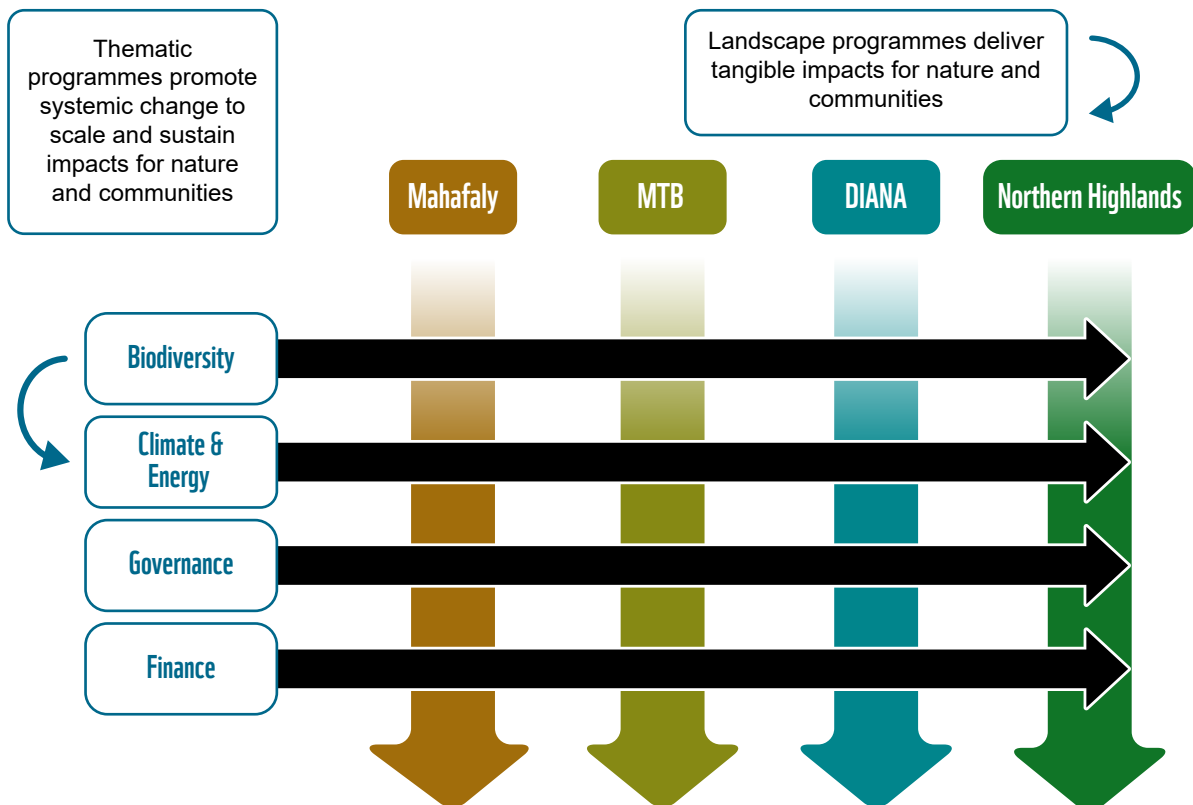 Thematic
programmes promote
systemic change to
scale and sustain
impacts for nature
and communities
Landscape programmes deliver
tangible impacts for nature and
communities
Mahafaly
MTB
DIANA
Northern Highlands
Biodiversity
Climate &
Energy
Governance
Finance